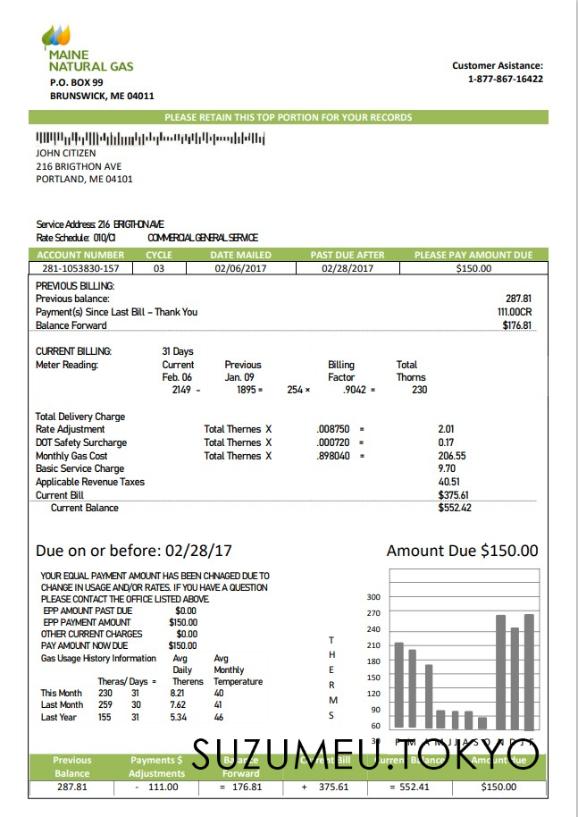 MAINE
NATURAL GAS
P.O. BOX 99
BRUNSWICK, ME 04011
Customer Asistance:
1-877-867-16422
PLEASE RETAIN THIS TOP PORTION FOR YOUR RECORDS
JOHN CITIZEN
216 BRIGTHON AVE
PORTLAND, ME 04101
Service Address: 216 BRIGTHON AVE
Rate Schedule: 010/C1 COMMERCIAL GENERAL SERVICE
ACCOUNT NUMBER CYCLE DATE MAILED PAST DUE AFTER PLEASE PAY AMOUNT DUE
281-1053830-157 03 02/06/2017 02/28/2017 $150.00
PREVIOUS BILLING:
Previous balance: 287.81
Payment(s) Since Last Bill – Thank You 111.00CR
Balance Forward $176.81
CURRENT BILLING: 31 Days
Meter Reading: Current Previous Billing Total
Feb. 06 Jan. 09 Factor Thorns
2149 - 1895 = 254 × .9042 = 230
Total Delivery Charge
Rate Adjustment Total Thernes X .008750 = 2.01
DOT Safety Surcharge Total Thernes X .000720 = 0.17
Monthly Gas Cost Total Thernes X .898040 = 206.55
Basic Service Charge 9.70
Applicable Revenue Taxes 40.51
Current Bill $375.61
Current Balance $552.42
Due on or before: 02/28/17 Amount Due $150.00
YOUR EQUAL PAYMENT AMOUNT HAS BEEN CHNAGED DUE TO
CHANGE IN USAGE AND/OR RATES. IF YOU HAVE A QUESTION
PLEASE CONTACT THE OFFICE LISTED ABOVE
EPP AMOUNT PAST DUE $0.00
EPP PAYMENT AMOUNT $150.00
OTHER CURRENT CHARGES $0.00
PAY AMOUNT NOW DUE $150.00
Gas Usage History Information Avg Avg
Daily Monthly
Theras/ Days = Therens Temperature
This Month 230 31 8.21 40
Last Month 259 30 7.62 41
Last Year 155 31 5.34 46
THERMS
300
270
240
210
180
150
120
90
60
30
F M A M J J A S O N D J F
SUZUMEU.TOKYO
Previous Payments $ Balance Current Bill Current Balance Amount due
Balance Adjustments Forward
287.81 - 111.00 = 176.81 + 375.61 = 552.41 $150.00